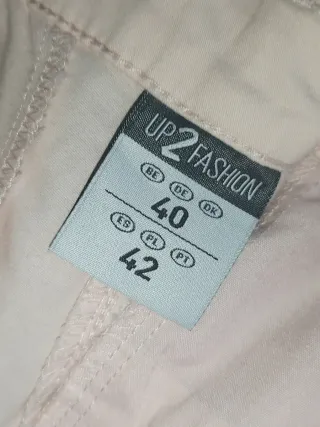 UP2FASHION
BE DE DK
40
ES PL PT
42